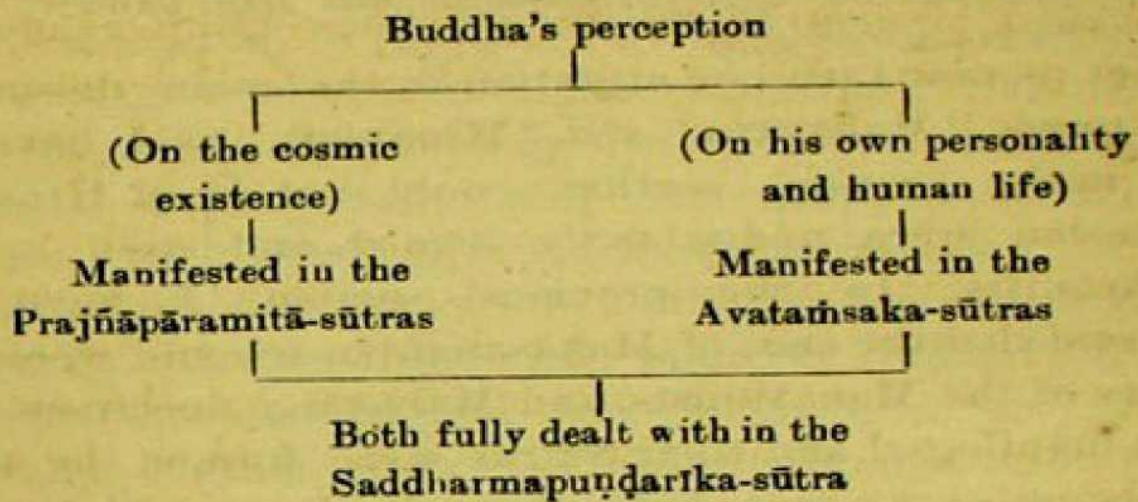 Buddha's perception
(On the cosmic
existence)
(On his own personality
and human life)
Manifested in the
Prajñāpāramitā-sūtras
Manifested in the
Avataṁsaka-sūtras
Both fully dealt with in the
Saddharmapuṇḍarīka-sūtra